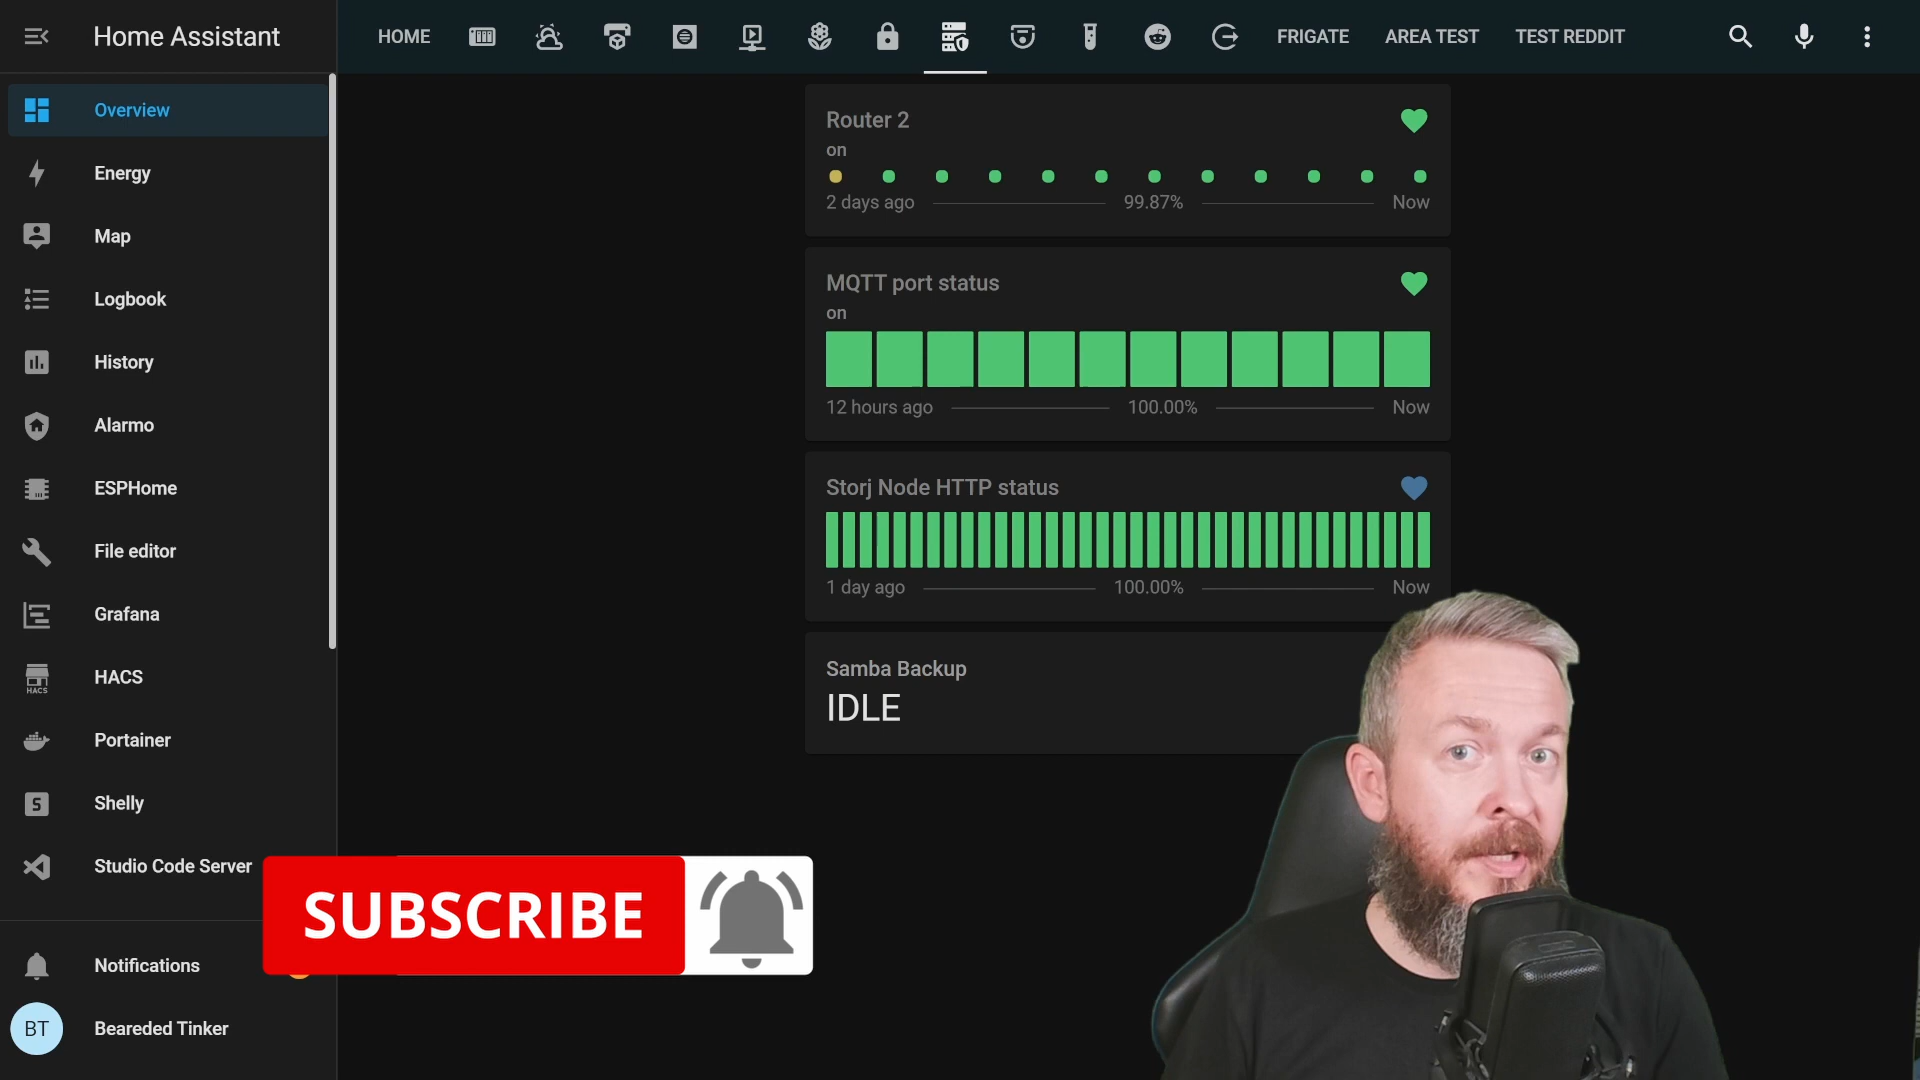 Home Assistant
HOME
FRIGATE
AREA TEST
TEST REDDIT
Overview
Energy
Map
Logbook
History
Alarmo
ESPHome
File editor
Grafana
HACS
HACS
Portainer
S
Shelly
Studio Code Server
Notifications
BT
Bearded Tinker
Router 2
on
2 days ago
99.87%
Now
MQTT port status
on
12 hours ago
100.00%
Now
Storj Node HTTP status
1 day ago
100.00%
Now
Samba Backup
IDLE
SUBSCRIBE